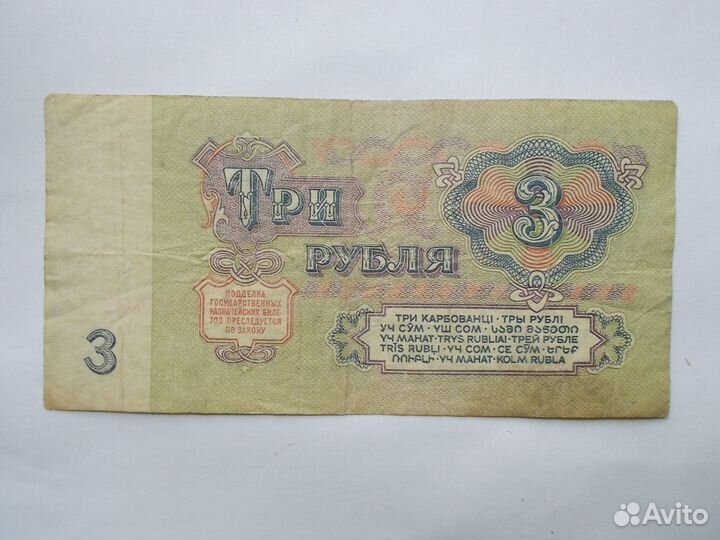 Три
РУБЛЯ
3
ПОДДЕЛКА
ГОСУДАРСТВЕННЫХ
КАЗНАЧЕЙСКИХ БИЛЕ-
ТОВ ПРЕСЛЕДУЕТСЯ
ПО ЗАКОНУ
3
ТРИ КАРБОВАНЦІ · ТРЫ РУБЛІ
УЧ СЎМ · ҮШ СОМ · ᲡᲐᲛᲘ ᲛᲐᲜᲔᲗᲘ
УЧ МАНАТ · TRYS RUBLIAI · ТРЕЙ РУБЛЕ
TRĪS RUBĻI · ҮЧ СОМ · СЕ СӮМ · ԵՐԵՔ
ՌՈՒԲԼԻ · ҮЧ МАНАТ · KOLM RUBLA
Avito